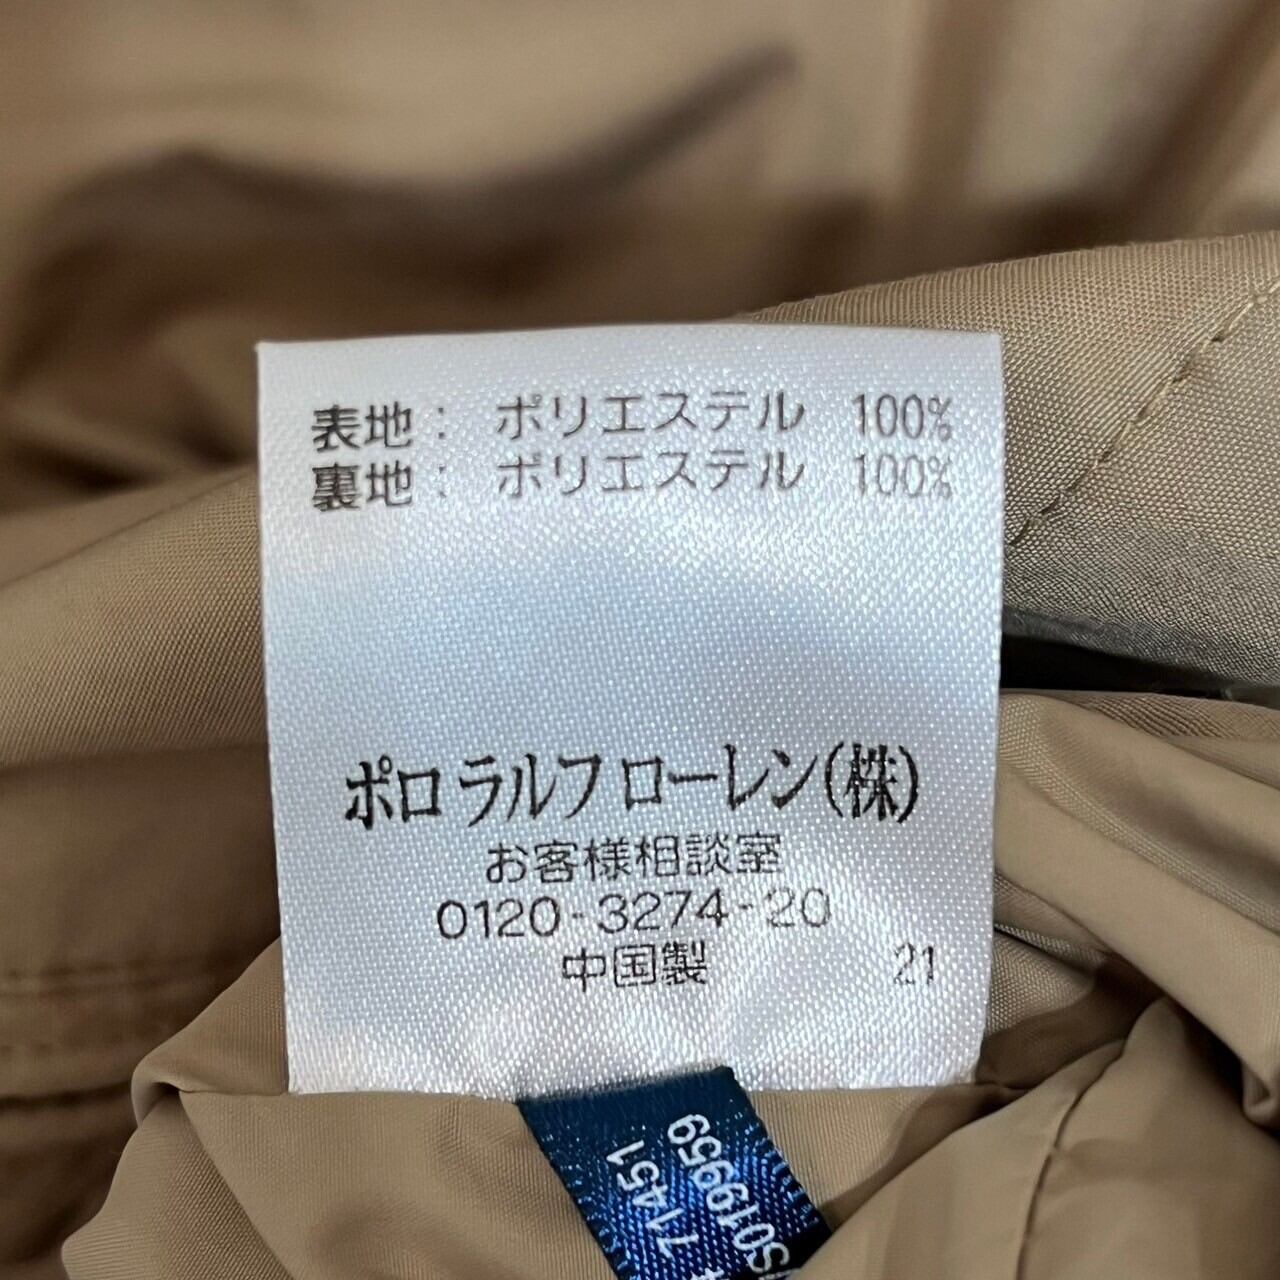 表地: ポリエステル 100%
裏地: ポリエステル 100%
ポロ ラルフ ローレン(株)
お客様相談室
0120-3274-20
中国製 21
71451
S019959